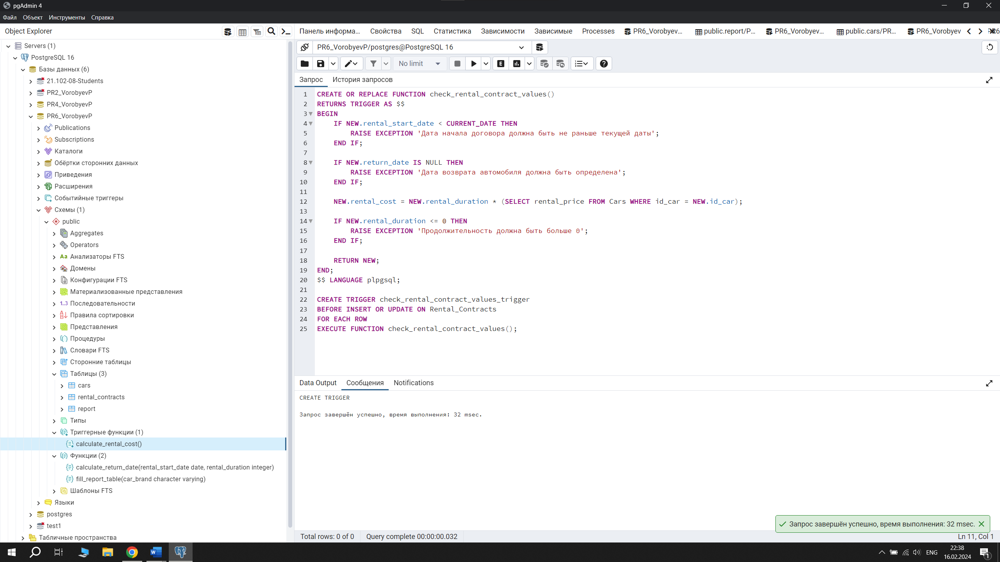 pgAdmin 4
Файл Объект Инструменты Справка
Object Explorer
Servers (1)
PostgreSQL 16
Базы данных (6)
21.102-08-Students
PR2_VorobyevP
PR4_VorobyevP
PR6_VorobyevP
Publications
Subscriptions
Каталоги
Обёртки сторонних данных
Приведения
Расширения
Событийные триггеры
Схемы (1)
public
Aggregates
Operators
Aa Анализаторы FTS
Домены
Конфигурации FTS
Материализованные представления
1..3 Последовательности
Правила сортировки
Представления
Процедуры
Словари FTS
Сторонние таблицы
Таблицы (3)
cars
rental_contracts
report
Типы
Триггерные функции (1)
calculate_rental_cost()
Функции (2)
calculate_return_date(rental_start_date date, rental_duration integer)
fill_report_table(car_brand character varying)
Шаблоны FTS
Языки
postgres
test1
Табличные пространства
Панель информа... Свойства SQL Статистика Зависимости Зависимые Processes PR6_Vorobyev... public.report/P... PR6_Vorobyev... public.cars/PR... PR6_Vorobyev
PR6_VorobyevP/postgres@PostgreSQL 16
No limit
Запрос История запросов
1 CREATE OR REPLACE FUNCTION check_rental_contract_values()
2 RETURNS TRIGGER AS $$
3 BEGIN
4 IF NEW.rental_start_date < CURRENT_DATE THEN
5 RAISE EXCEPTION 'Дата начала договора должна быть не раньше текущей даты';
6 END IF;
7
8 IF NEW.return_date IS NULL THEN
9 RAISE EXCEPTION 'Дата возврата автомобиля должна быть определена';
10 END IF;
11
12 NEW.rental_cost = NEW.rental_duration * (SELECT rental_price FROM Cars WHERE id_car = NEW.id_car);
13
14 IF NEW.rental_duration <= 0 THEN
15 RAISE EXCEPTION 'Продолжительность должна быть больше 0';
16 END IF;
17
18 RETURN NEW;
19 END;
20 $$ LANGUAGE plpgsql;
21
22 CREATE TRIGGER check_rental_contract_values_trigger
23 BEFORE INSERT OR UPDATE ON Rental_Contracts
24 FOR EACH ROW
25 EXECUTE FUNCTION check_rental_contract_values();
Data Output Сообщения Notifications
CREATE TRIGGER
Запрос завершён успешно, время выполнения: 32 msec.
Запрос завершён успешно, время выполнения: 32 msec.
Total rows: 0 of 0 Query complete 00:00:00.032 Ln 11, Col 1
ENG
22:38
16.02.2024
1